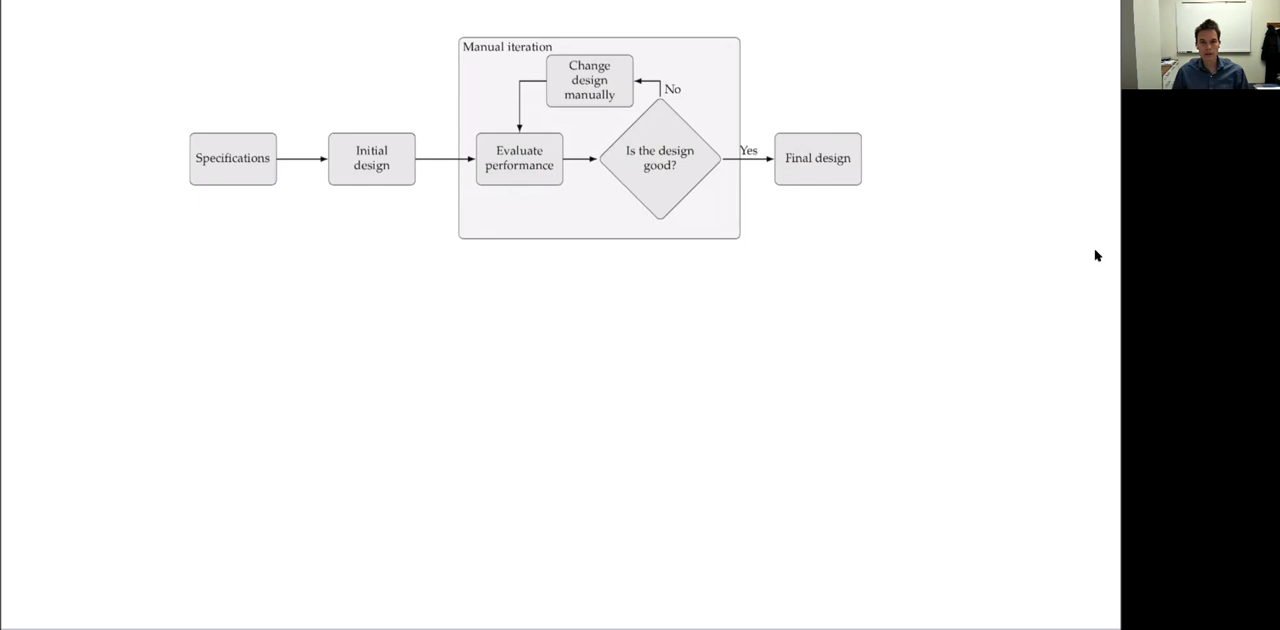 Manual iteration
Change
design
manually
No
Specifications
Initial
design
Evaluate
performance
Is the design
good?
Yes
Final design